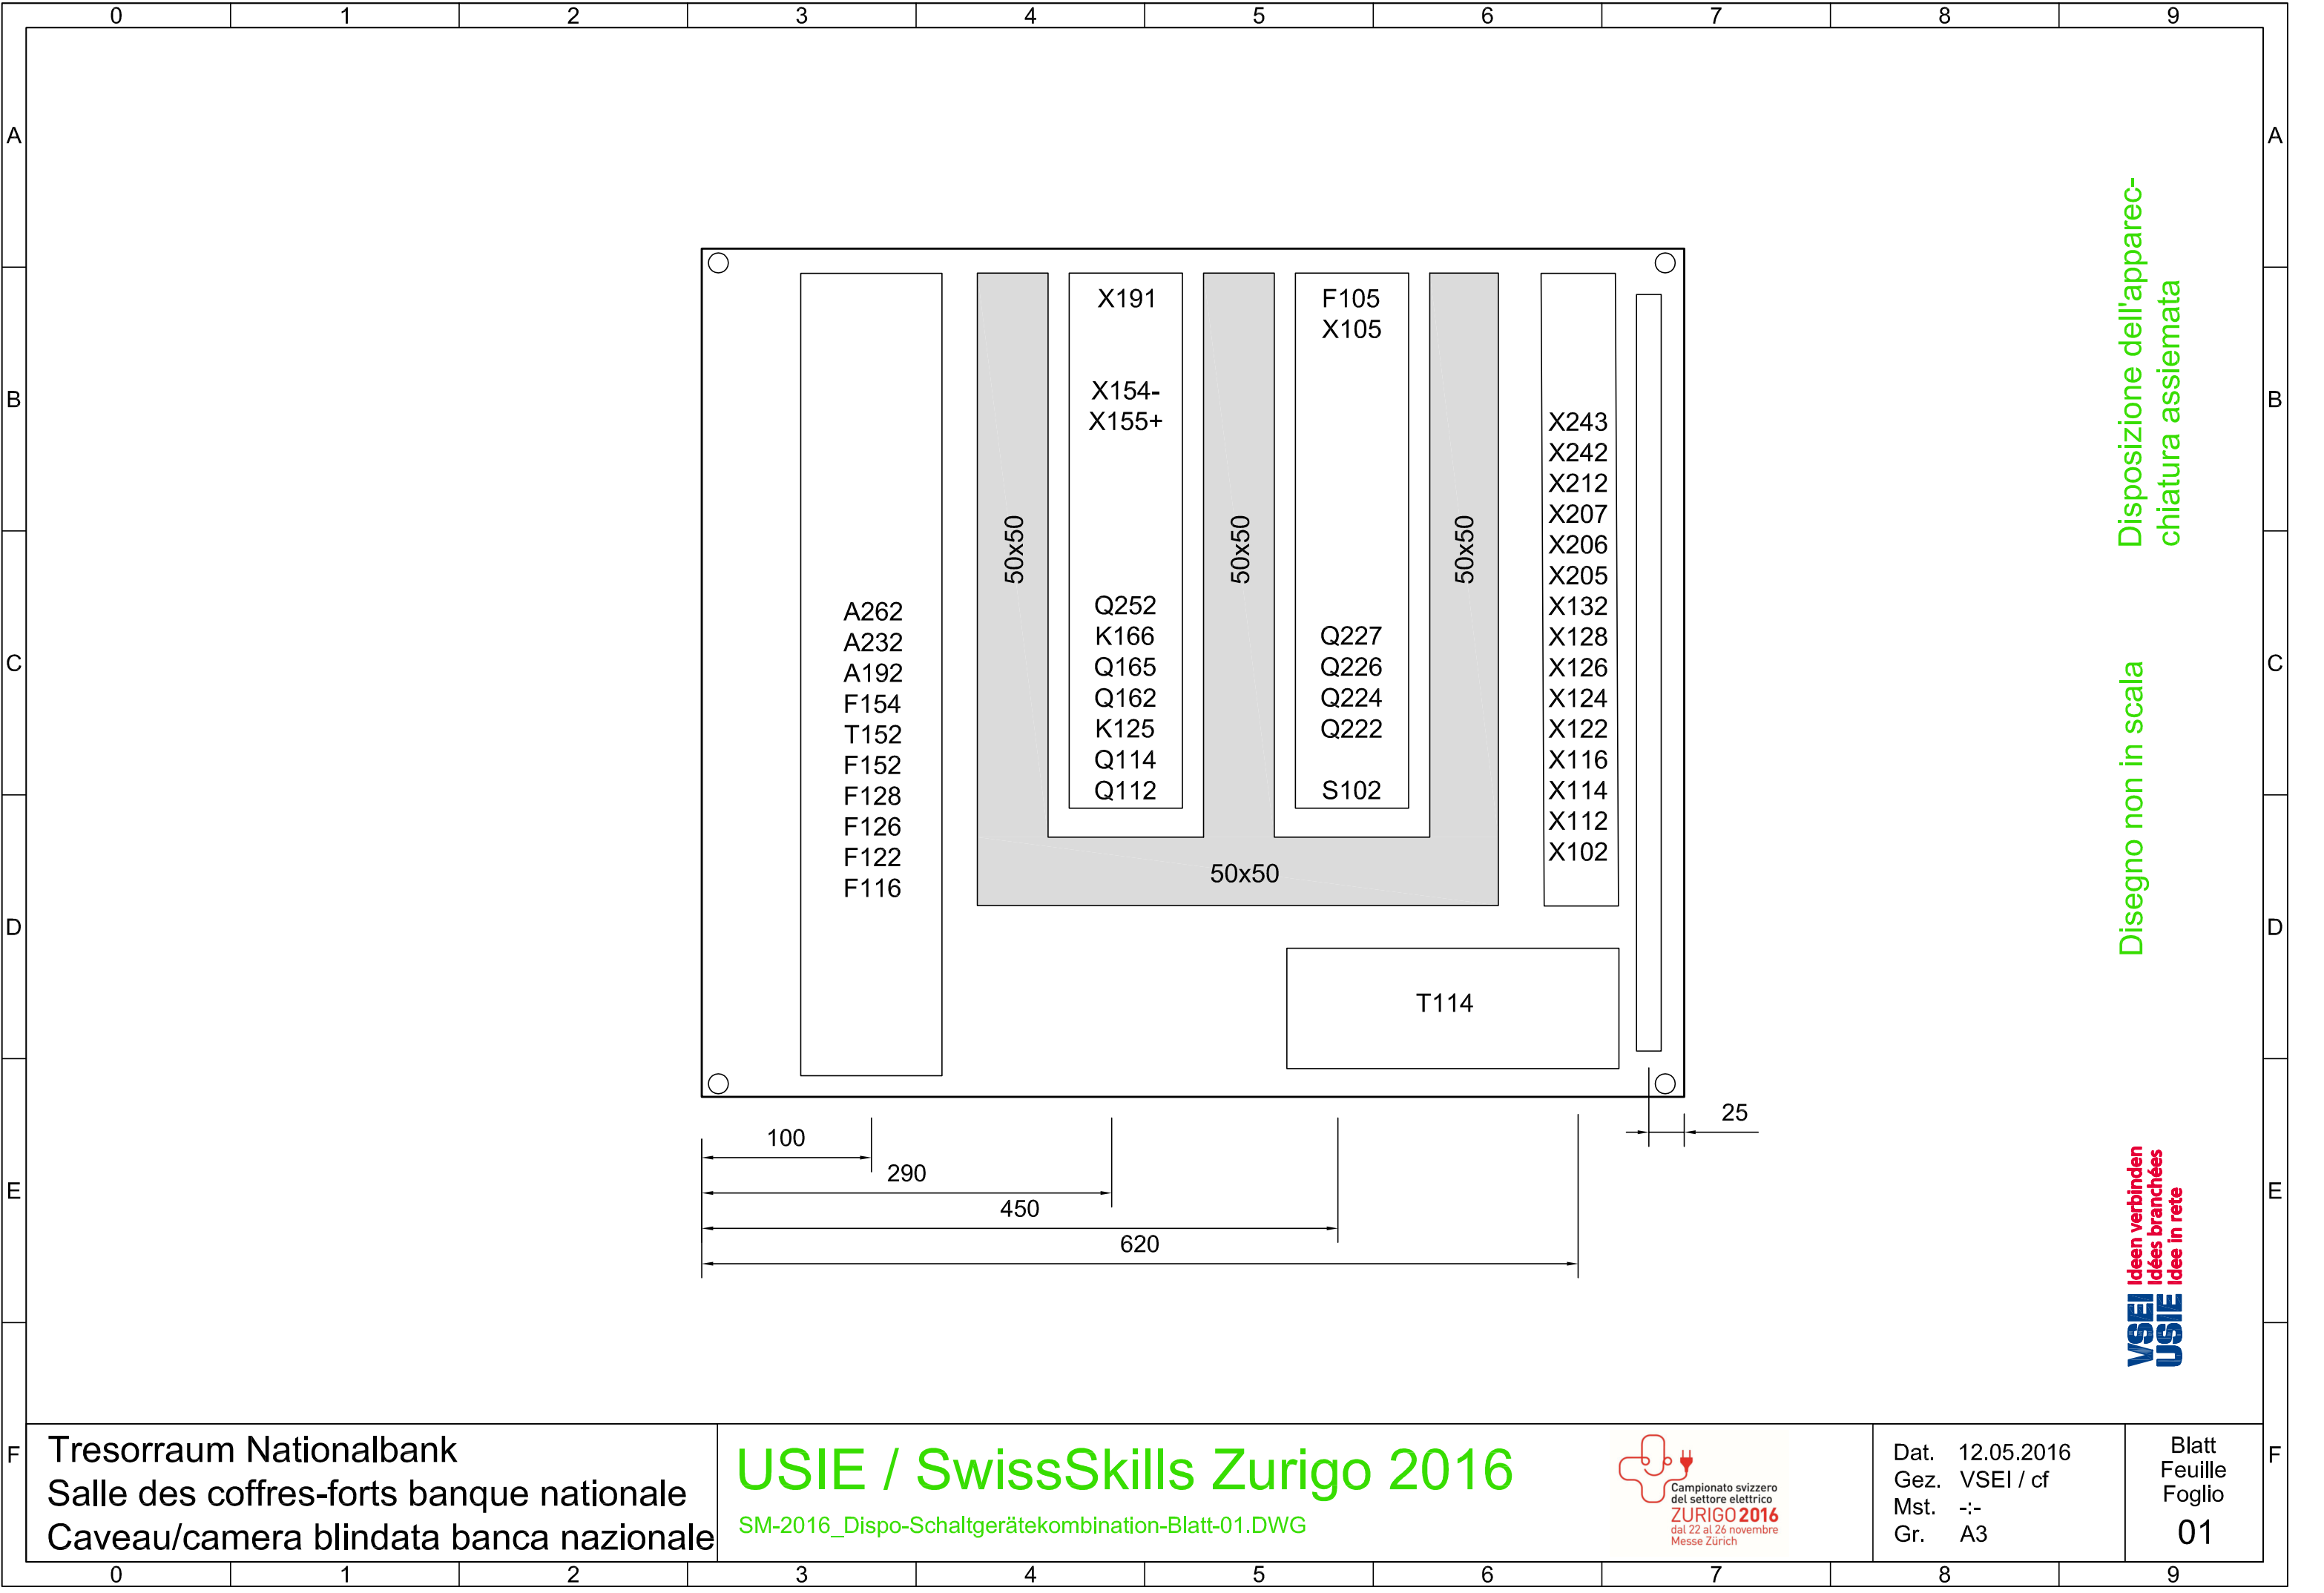 0 1 2 3 4 5 6 7 8 9
A A
B B
C C
D D
E E
F F
A262
A232
A192
F154
T152
F152
F128
F126
F122
F116
50x50
X191
X154-
X155+
Q252
K166
Q165
Q162
K125
Q114
Q112
50x50
F105
X105
Q227
Q226
Q224
Q222
S102
50x50
X243
X242
X212
X207
X206
X205
X132
X128
X126
X124
X122
X116
X114
X112
X102
50x50
T114
25
100
290
450
620
Disposizione dell'apparec-
chiatura assiemata
Disegno non in scala
VSEI
USIE
Ideen verbinden
Idées branchées
Idee in rete
Tresorraum Nationalbank
Salle des coffres-forts banque nationale
Caveau/camera blindata banca nazionale
USIE / SwissSkills Zurigo 2016
SM-2016_Dispo-Schaltgerätekombination-Blatt-01.DWG
Campionato svizzero
del settore elettrico
ZURIGO 2016
dal 22 al 26 novembre
Messe Zürich
Dat. 12.05.2016
Gez. VSEI / cf
Mst. -:-
Gr. A3
Blatt
Feuille
Foglio
01
0 1 2 3 4 5 6 7 8 9